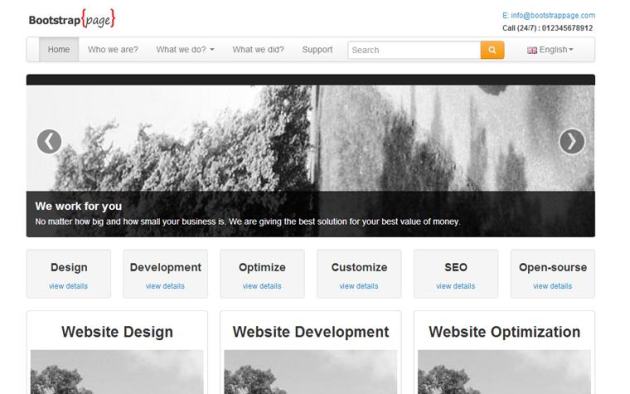 Bootstrap{page}
E: info@bootstrappage.com
Call (24/7) : 012345678912
Home Who we are? What we do? What we did? Support Search English
We work for you
No matter how big and how small your business is, We are giving the best solution for your best value of money.
Design Development Optimize Customize SEO Open-sourse
view details view details view details view details view details view details
Website Design Website Development Website Optimization